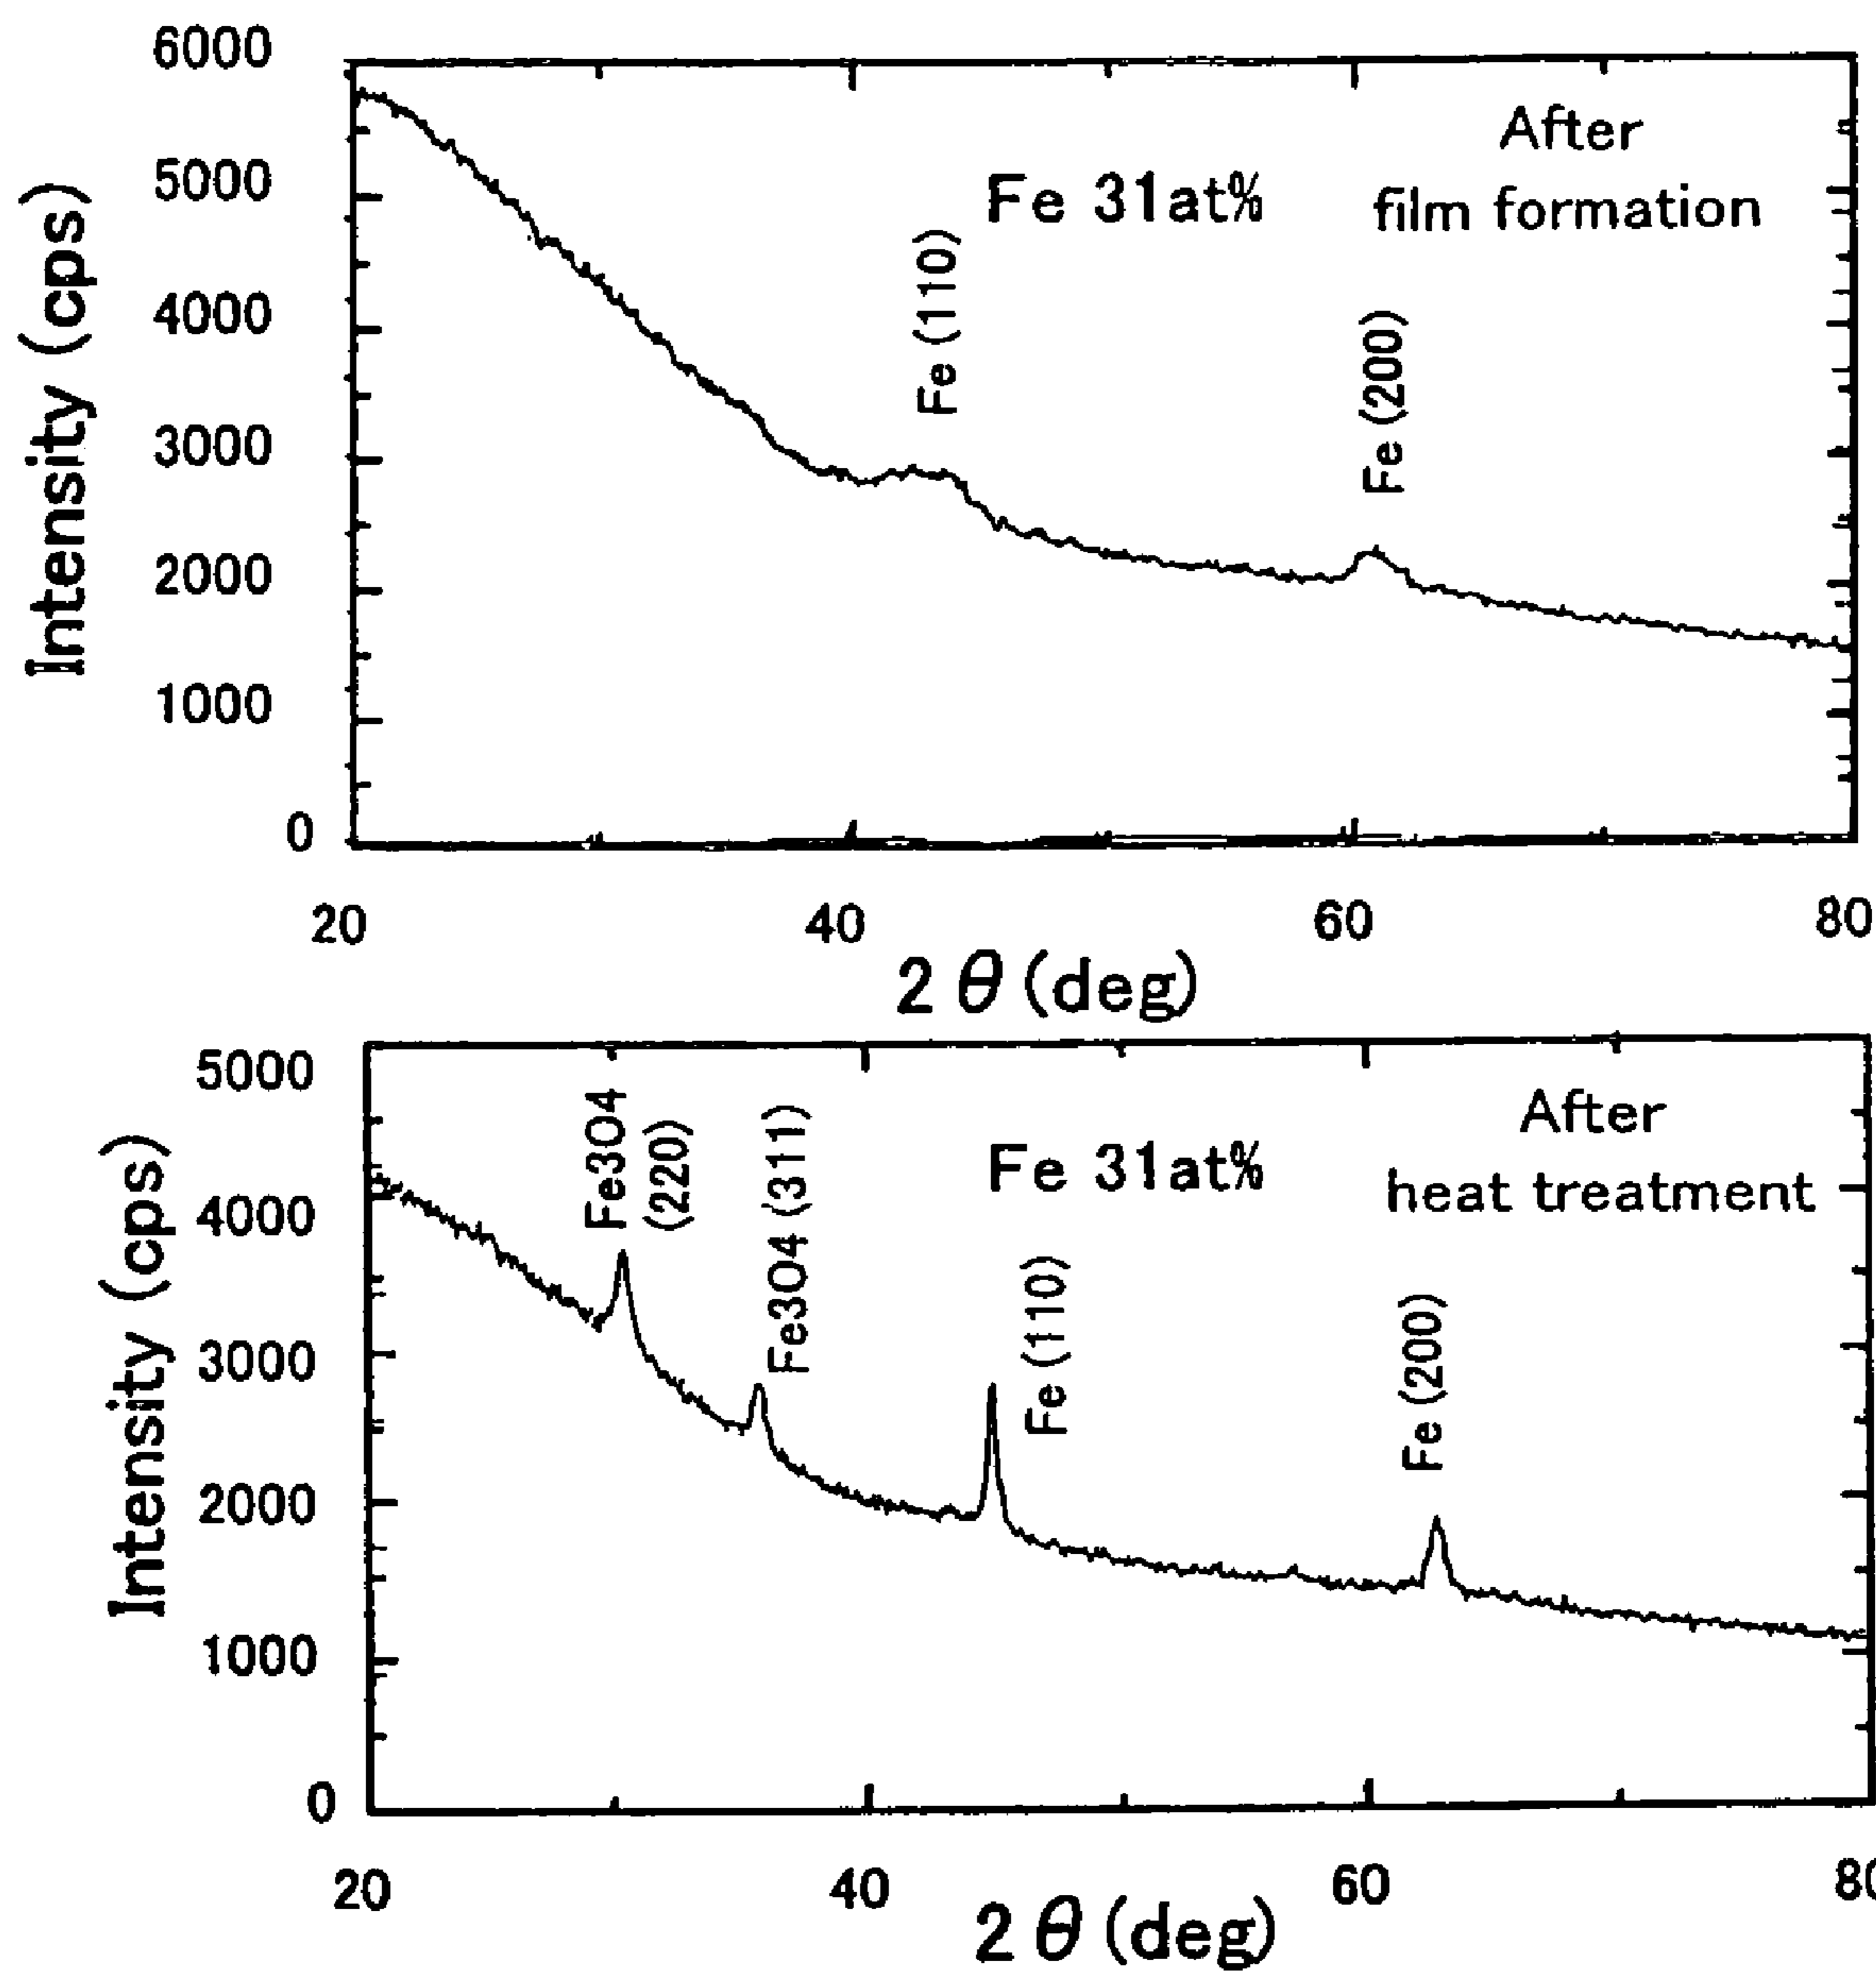 6000
5000
4000
3000
2000
1000
0
Intensity (cps)
After
film formation
Fe 31at%
Fe (110)
Fe (200)
20
40
60
80
2 θ (deg)
5000
4000
3000
2000
1000
0
Intensity (cps)
After
heat treatment
Fe 31at%
Fe3O4
(220)
Fe3O4 (311)
Fe (110)
Fe (200)
20
40
60
80
2 θ (deg)